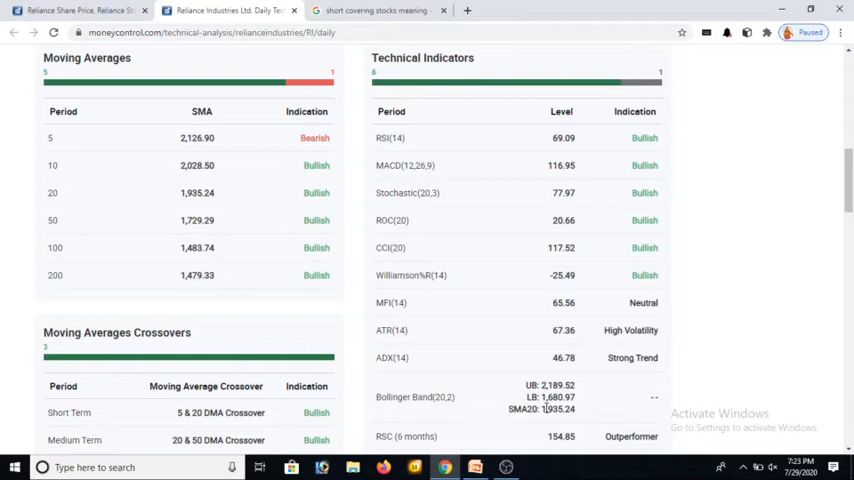 Reliance Share Price, Reliance Sto
Reliance Industries Ltd. Daily Tec
short covering stocks meaning -
moneycontrol.com/technical-analysis/relianceindustries/RI/daily
Paused
Moving Averages
5 1
Period SMA Indication
5 2,126.90 Bearish
10 2,028.50 Bullish
20 1,935.24 Bullish
50 1,729.29 Bullish
100 1,483.74 Bullish
200 1,479.33 Bullish
Moving Averages Crossovers
3
Period Moving Average Crossover Indication
Short Term 5 & 20 DMA Crossover Bullish
Medium Term 20 & 50 DMA Crossover Bullish
Technical Indicators
6 1
Period Level Indication
RSI(14) 69.09 Bullish
MACD(12,26,9) 116.95 Bullish
Stochastic(20,3) 77.97 Bullish
ROC(20) 20.66 Bullish
CCI(20) 117.52 Bullish
Williamson%R(14) -25.49 Bullish
MFI(14) 65.56 Neutral
ATR(14) 67.36 High Volatility
ADX(14) 46.78 Strong Trend
UB: 2,189.52
Bollinger Band(20,2) LB: 1,680.97 - -
SMA20: 1,935.24
RSC (6 months) 154.85 Outperformer
Activate Windows
Go to Settings to activate Windows.
Type here to search
7:23 PM
7/29/2020